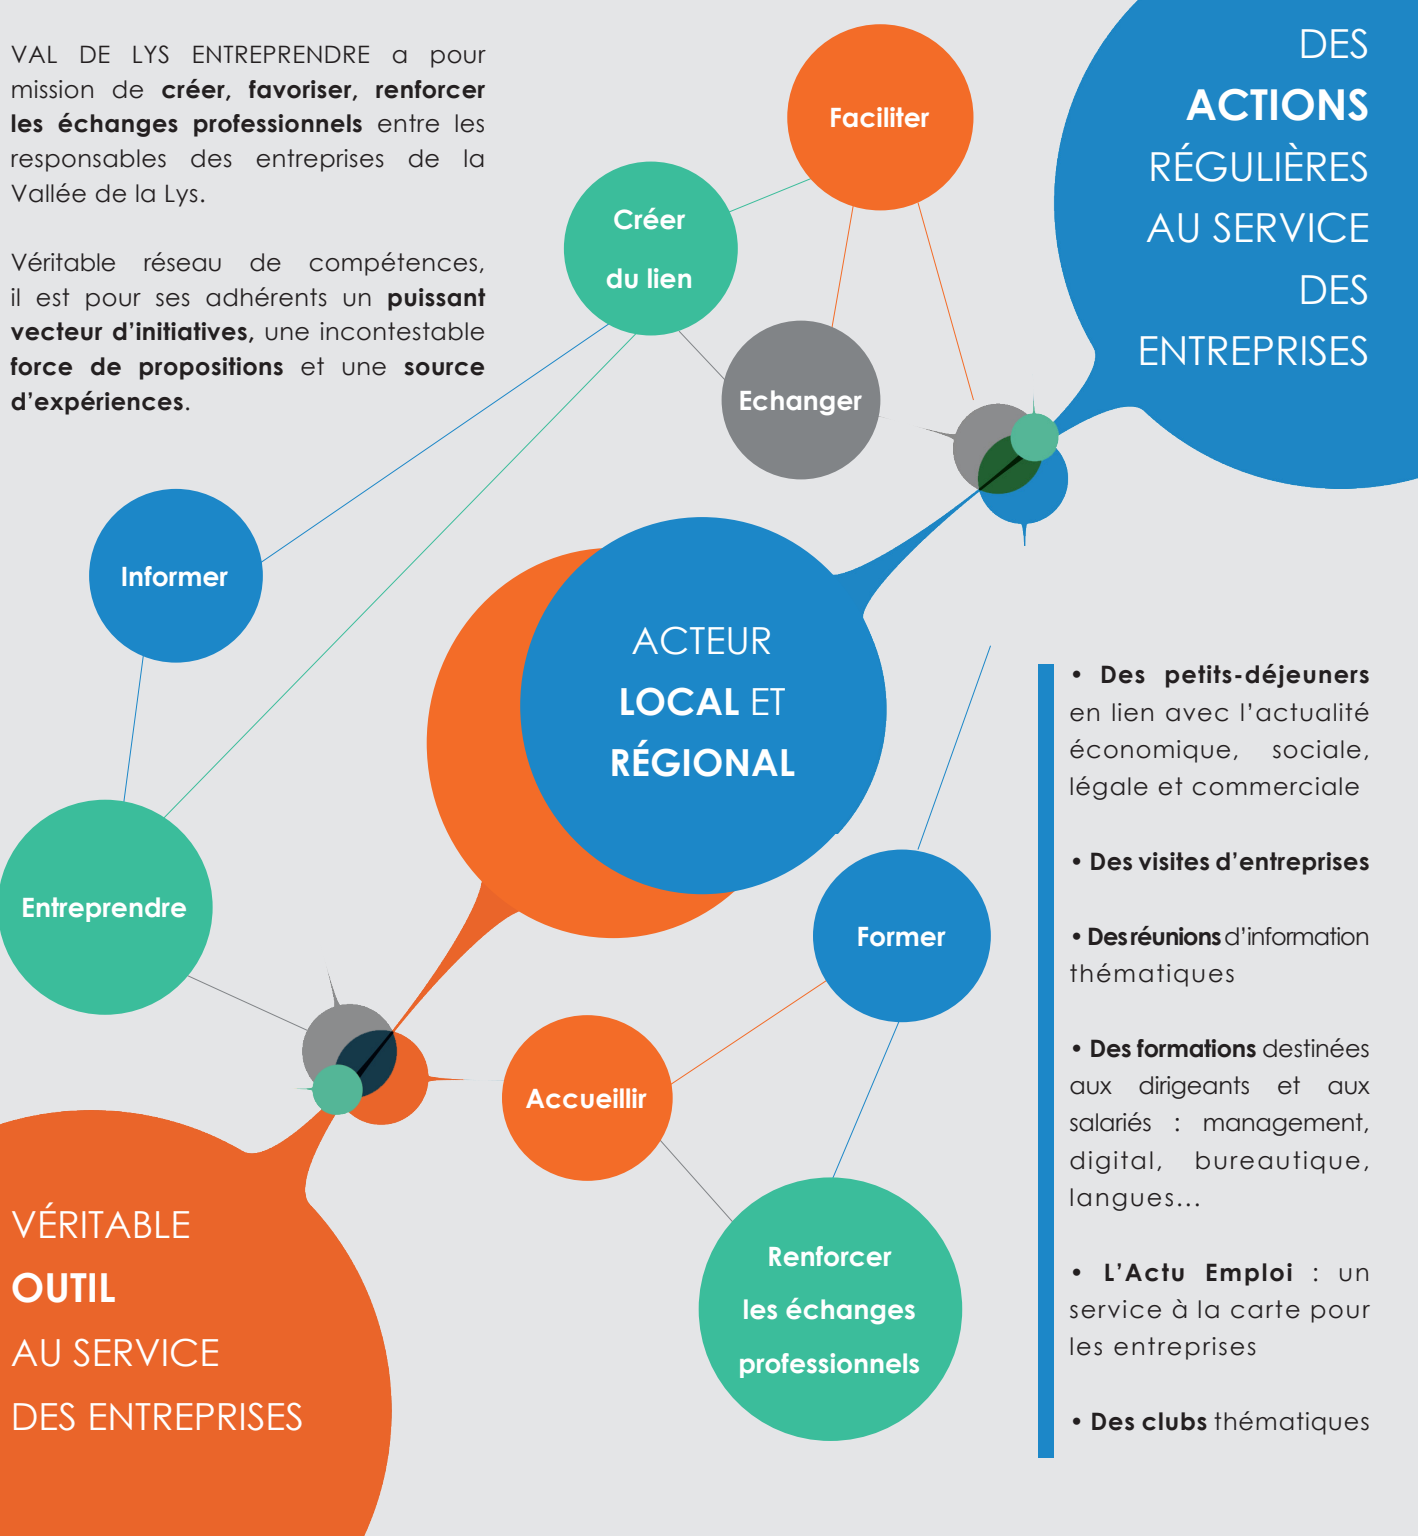 VAL DE LYS ENTREPRENDRE a pour
mission de créer, favoriser, renforcer
les échanges professionnels entre les
responsables des entreprises de la
Vallée de la Lys.
Véritable réseau de compétences,
il est pour ses adhérents un puissant
vecteur d’initiatives, une incontestable
force de propositions et une source
d’expériences.
Faciliter
Créer
du lien
Echanger
DES
ACTIONS
RÉGULIÈRES
AU SERVICE
DES
ENTREPRISES
Informer
ACTEUR
LOCAL ET
RÉGIONAL
Entreprendre
Former
Accueillir
Renforcer
les échanges
professionnels
VÉRITABLE
OUTIL
AU SERVICE
DES ENTREPRISES
• Des petits-déjeuners
en lien avec l’actualité
économique, sociale,
légale et commerciale
• Des visites d’entreprises
• Des réunions d’information
thématiques
• Des formations destinées
aux dirigeants et aux
salariés : management,
digital, bureautique,
langues...
• L’Actu Emploi : un
service à la carte pour
les entreprises
• Des clubs thématiques